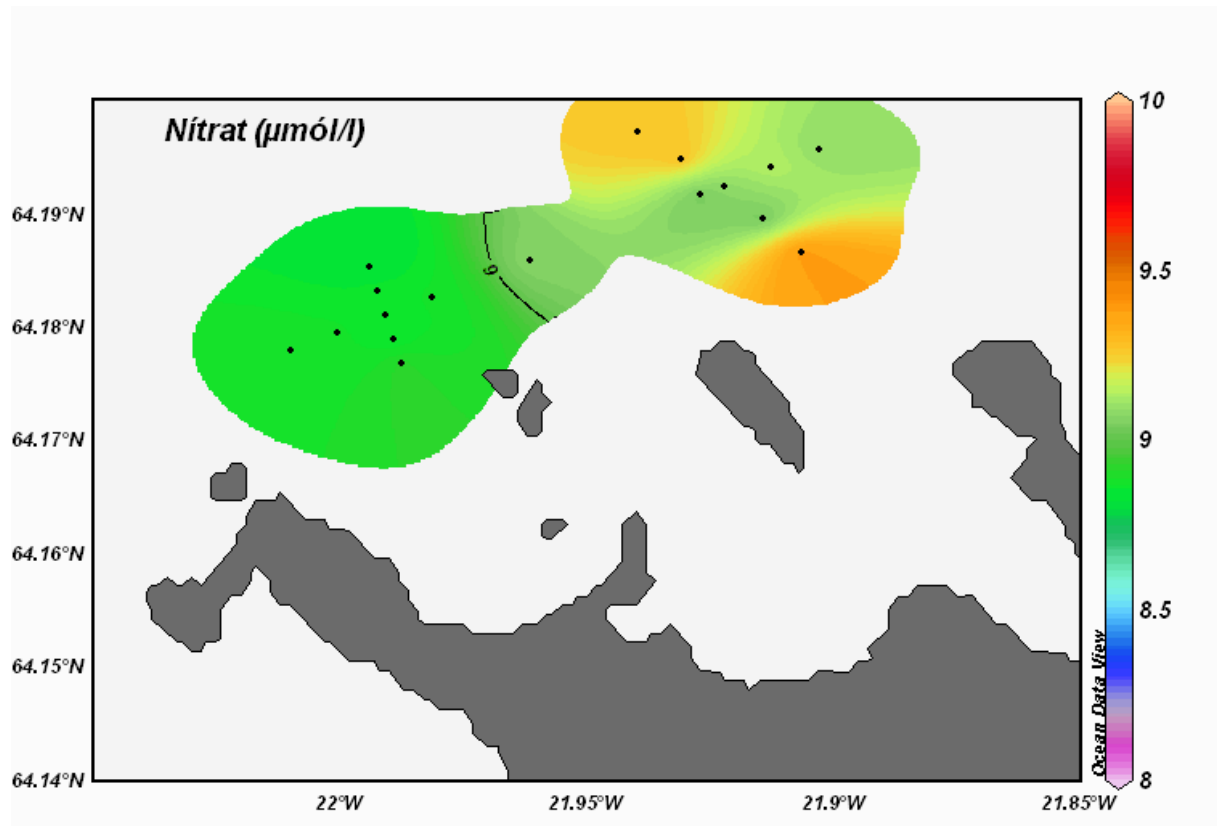 Nítrat (µmól/l)
10
64.19°N
9.5
9
64.18°N
64.17°N
9
64.16°N
8.5
64.15°N
Ocean Data View
64.14°N
8
22°W
21.95°W
21.9°W
21.85°W